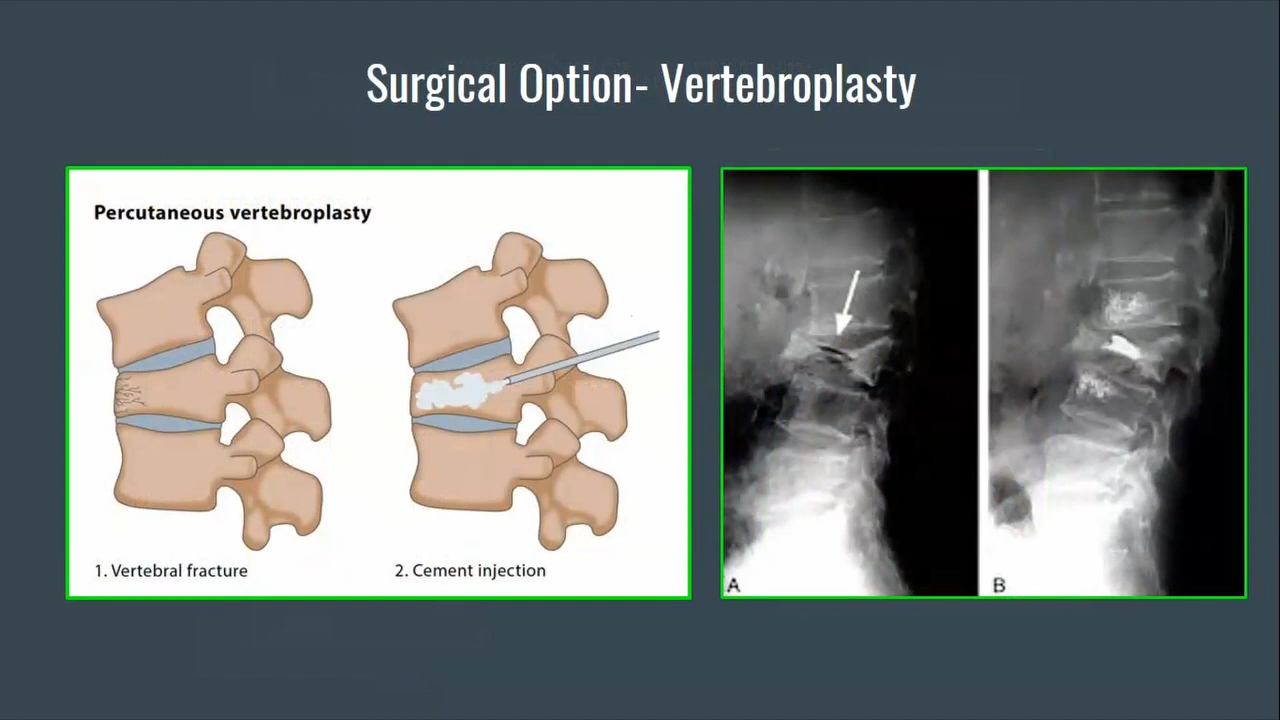 Surgical Option- Vertebroplasty
Percutaneous vertebroplasty
1. Vertebral fracture
2. Cement injection
A
B